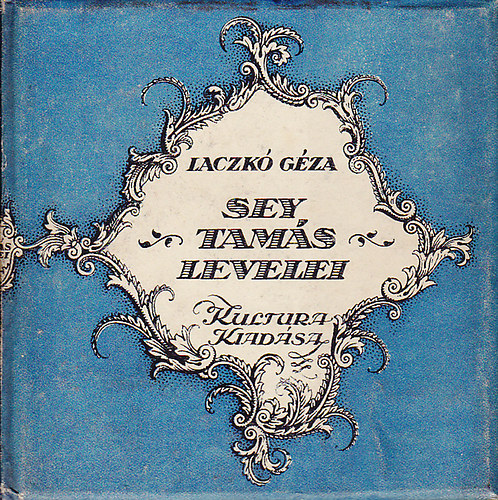 LACZKÓ GÉZA
SEY
TAMÁS
LEVELEI
KULTURA
KIADÁSA